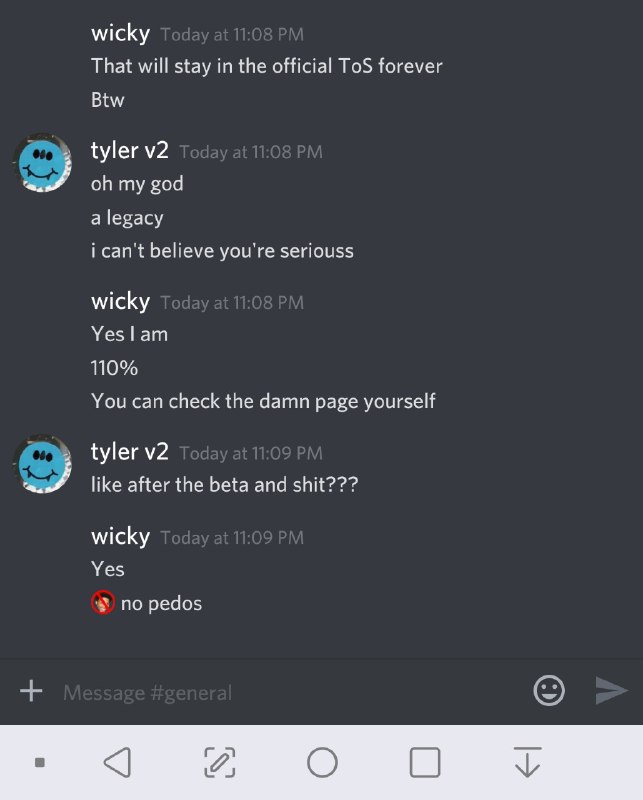 wicky Today at 11:08 PM
That will stay in the official ToS forever
Btw
tyler v2 Today at 11:08 PM
oh my god
a legacy
i can't believe you're seriouss
wicky Today at 11:08 PM
Yes I am
110%
You can check the damn page yourself
tyler v2 Today at 11:09 PM
like after the beta and shit???
wicky Today at 11:09 PM
Yes
no pedos
Message #general